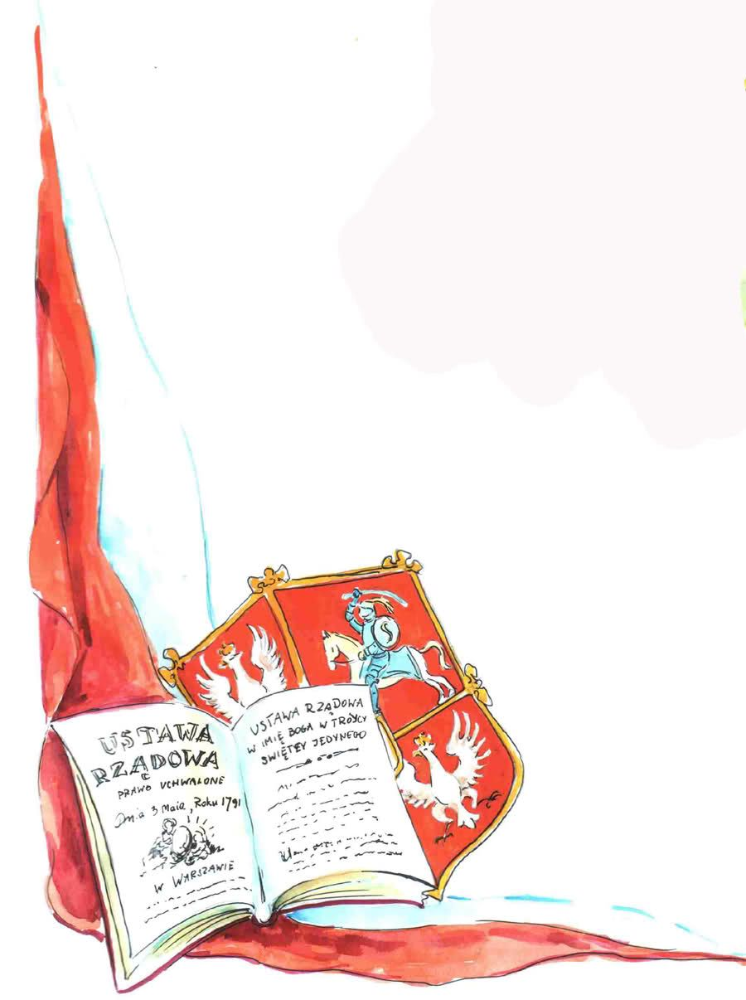 USTAWA
RZĄDOWA
PRAWO UCHWALONE
Dnia 3 Maia, Roku 1791
W WARSZAWIE
USTAWA RZĄDOWA
W IMIĘ BOGA W TRÓYCY
ŚWIĘTEY JEDYNEGO